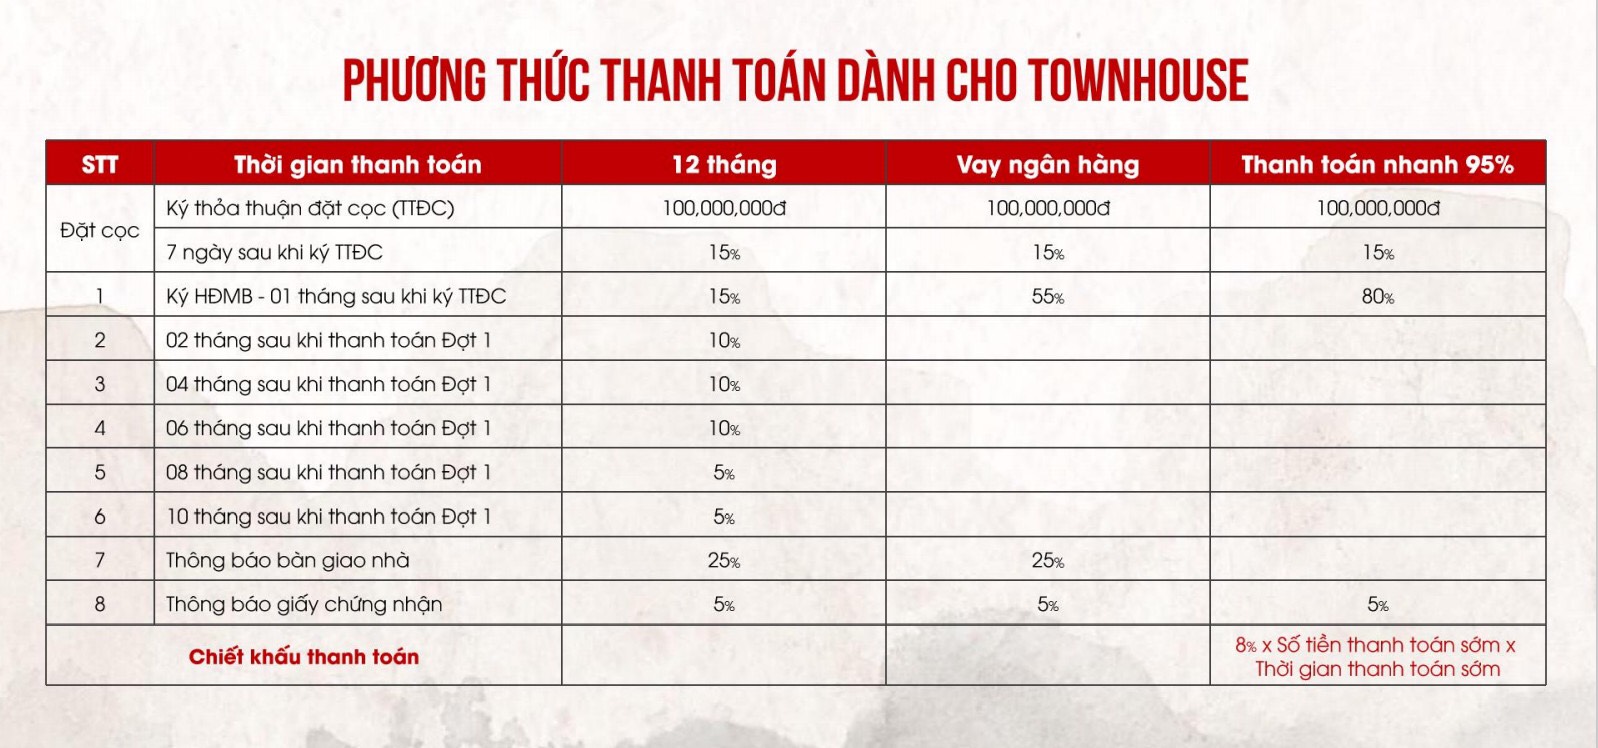 PHƯƠNG THỨC THANH TOÁN DÀNH CHO TOWNHOUSE
STT Thời gian thanh toán 12 tháng Vay ngân hàng Thanh toán nhanh 95%
Đặt cọc
Ký thỏa thuận đặt cọc (TTĐC) 100,000,000đ 100,000,000đ 100,000,000đ
7 ngày sau khi ký TTĐC 15% 15% 15%
1 Ký HĐMB - 01 tháng sau khi ký TTĐC 15% 55% 80%
2 02 tháng sau khi thanh toán Đợt 1 10%
3 04 tháng sau khi thanh toán Đợt 1 10%
4 06 tháng sau khi thanh toán Đợt 1 10%
5 08 tháng sau khi thanh toán Đợt 1 5%
6 10 tháng sau khi thanh toán Đợt 1 5%
7 Thông báo bàn giao nhà 25% 25%
8 Thông báo giấy chứng nhận 5% 5% 5%
Chiết khấu thanh toán
8% x Số tiền thanh toán sớm x
Thời gian thanh toán sớm